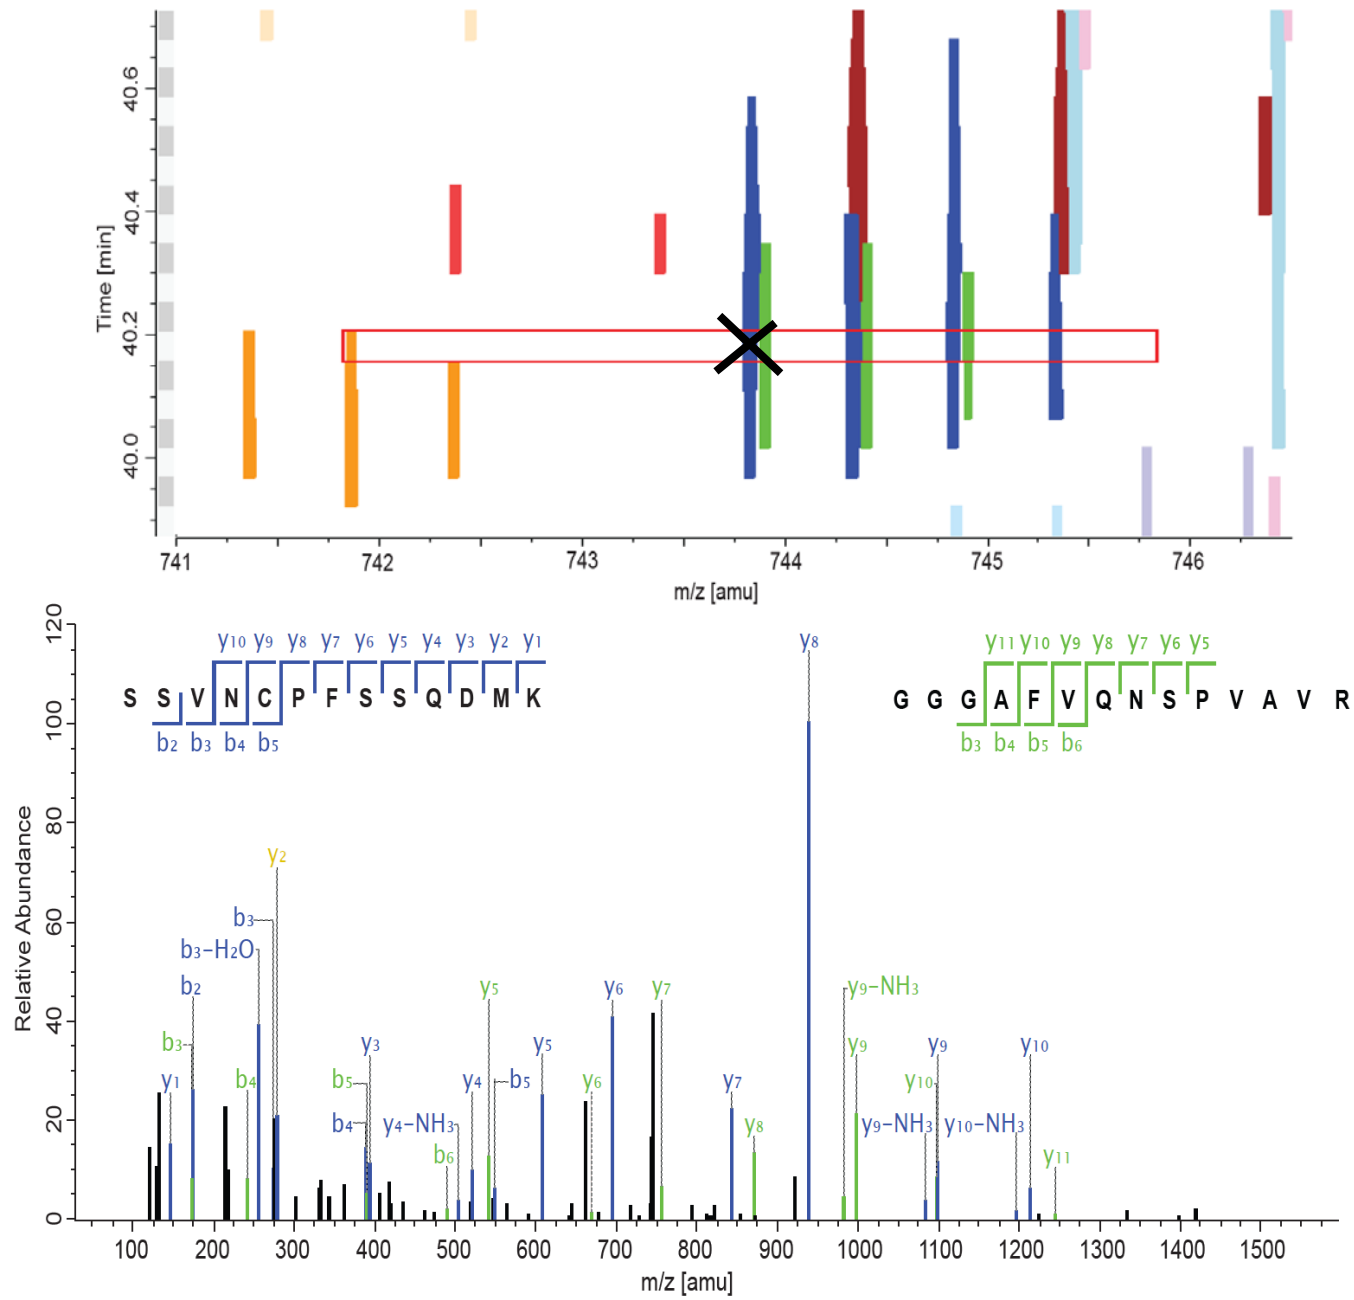 Time [min]
40.6
40.4
40.2
40.0
741 742 743 744 745 746
m/z [amu]
Relative Abundance
120
100
80
60
40
20
0
y10 y9 y8 y7 y6 y5 y4 y3 y2 y1
S S V N C P F S S Q D M K
b2 b3 b4 b5
y11 y10 y9 y8 y7 y6 y5
G G G A F V Q N S P V A V R
b3 b4 b5 b6
y8
y2
b3
b3-H2O
b2
y5
y6
y7
y9-NH3
b3
y3
y5
y9
y9
y10
y1
b4
b5
y4
b5
y6
y7
y10
b4
y4-NH3
y8
y9-NH3
y10-NH3
b6
y11
100 200 300 400 500 600 700 800 900 1000 1100 1200 1300 1400 1500
m/z [amu]